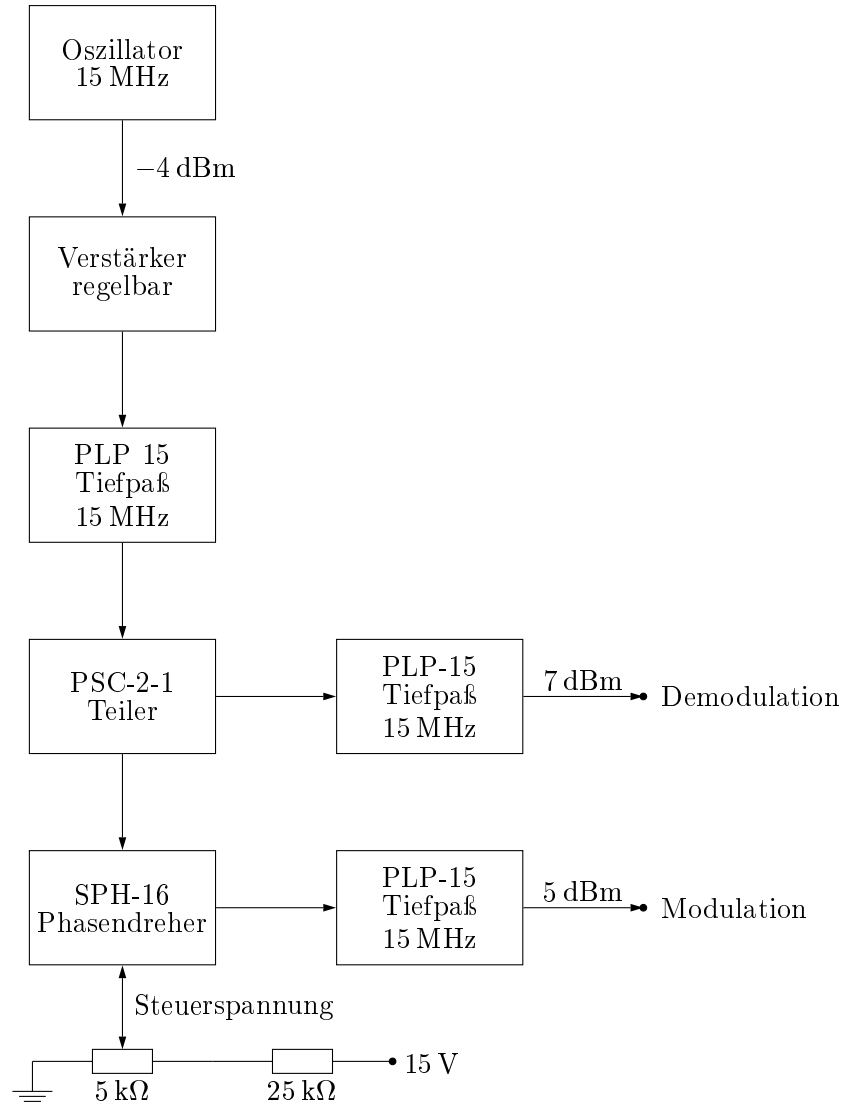 Oszillator
15 MHz
−4 dBm
Verstärker
regelbar
PLP 15
Tiefpaß
15 MHz
PSC-2-1
Teiler
PLP-15
Tiefpaß
15 MHz
7 dBm
Demodulation
SPH-16
Phasendreher
PLP-15
Tiefpaß
15 MHz
5 dBm
Modulation
Steuerspannung
15 V
5 kΩ
25 kΩ